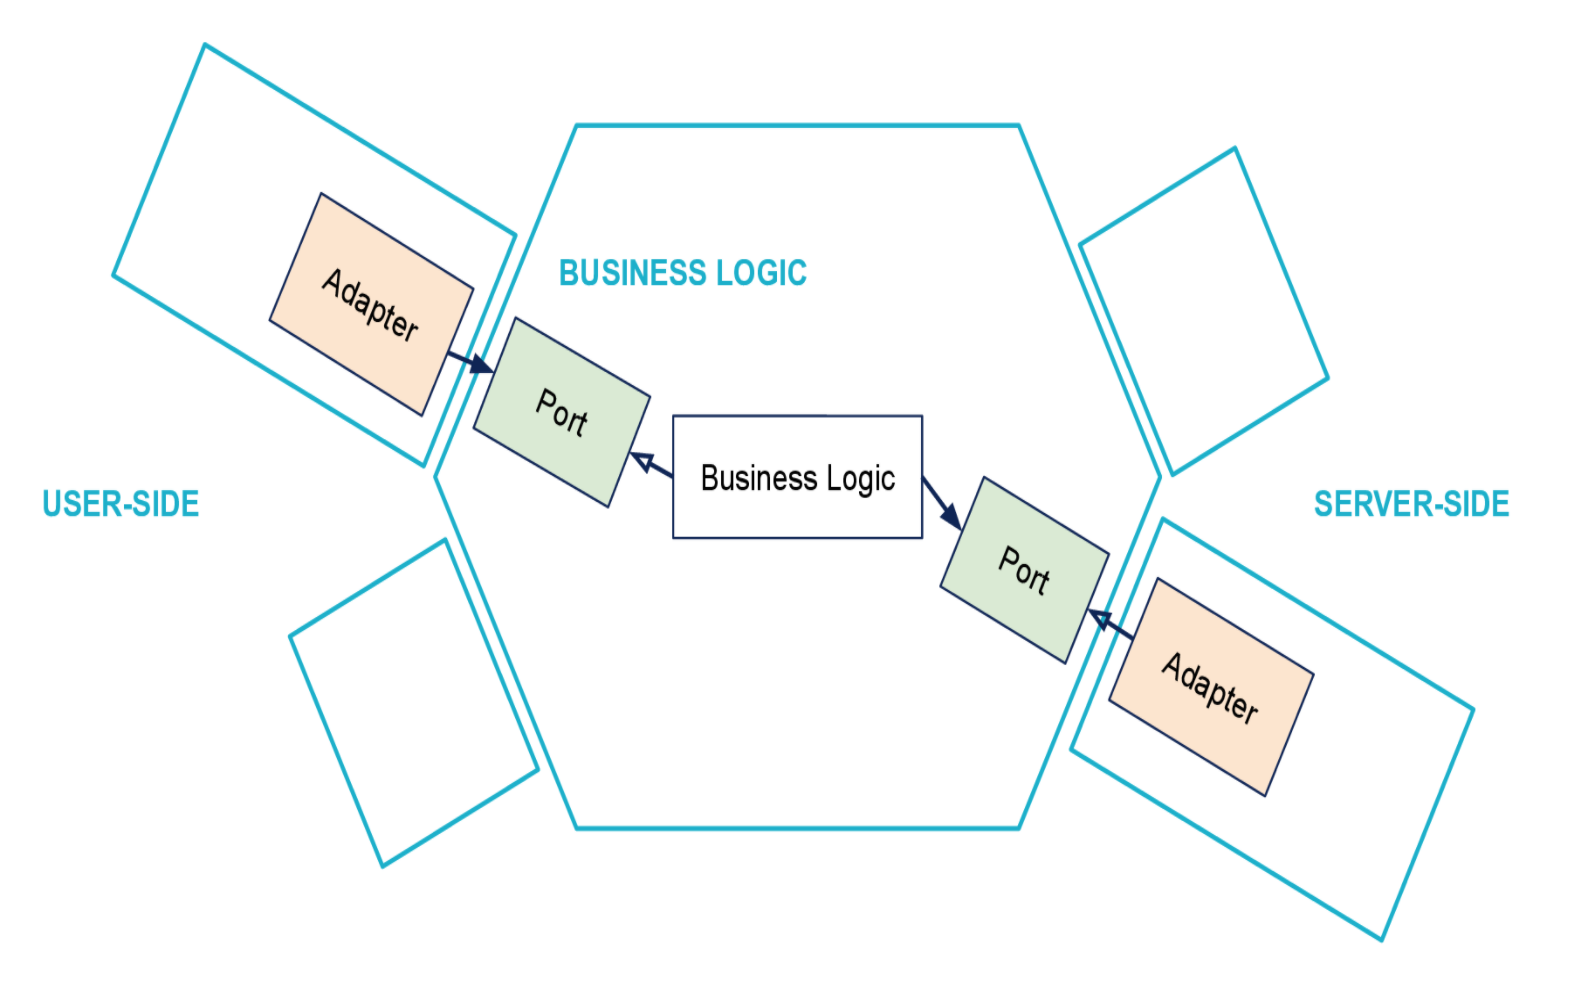 BUSINESS LOGIC
Adapter
Port
Business Logic
USER-SIDE
SERVER-SIDE
Port
Adapter